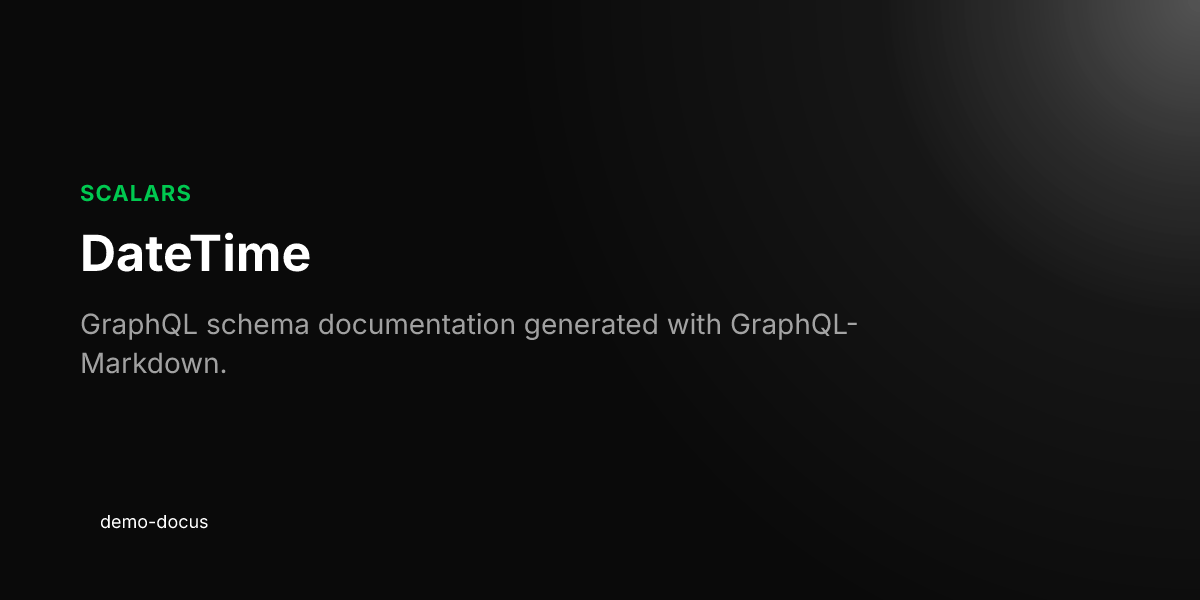 SCALARS
DateTime
GraphQL schema documentation generated with GraphQL-
Markdown.
demo-docus